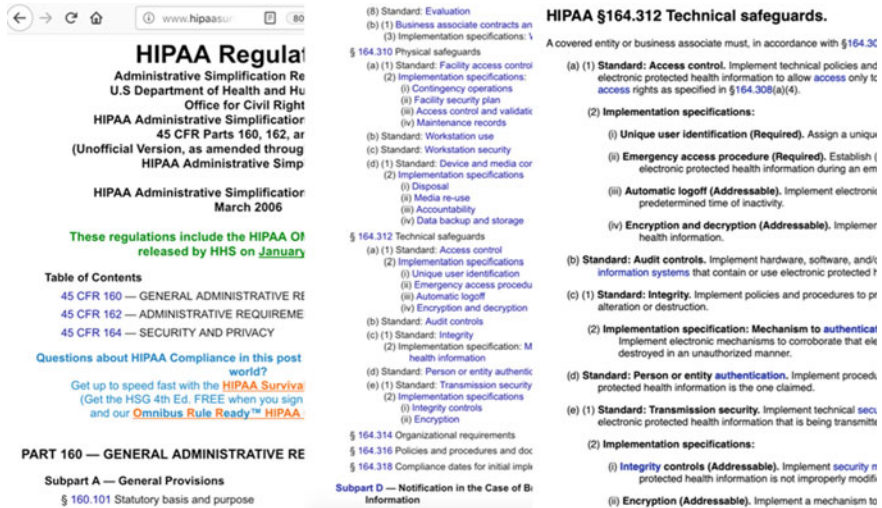 www.hipaasur
80
HIPAA Regulat
Administrative Simplification Re
U.S Department of Health and Hu
Office for Civil Right
HIPAA Administrative Simplification
45 CFR Parts 160, 162, ar
(Unofficial Version, as amended throug
HIPAA Administrative Simp
HIPAA Administrative Simplification
March 2006
These regulations include the HIPAA OM
released by HHS on January
Table of Contents
45 CFR 160 — GENERAL ADMINISTRATIVE RE
45 CFR 162 — ADMINISTRATIVE REQUIREME
45 CFR 164 — SECURITY AND PRIVACY
Questions about HIPAA Compliance in this post
world?
Get up to speed fast with the HIPAA Surviva
(Get the HSG 4th Ed. FREE when you sign
and our Omnibus Rule Ready™ HIPAA
PART 160 — GENERAL ADMINISTRATIVE RE
Subpart A — General Provisions
§ 160.101 Statutory basis and purpose
(8) Standard: Evaluation
(b) (1) Business associate contracts an
(3) Implementation specifications: W
§ 164.310 Physical safeguards
(a) (1) Standard: Facility access control
(2) Implementation specifications:
(i) Contingency operations
(ii) Facility security plan
(iii) Access control and validatic
(iv) Maintenance records
(b) Standard: Workstation use
(c) Standard: Workstation security
(d) (1) Standard: Device and media cor
(2) Implementation specifications
(i) Disposal
(ii) Media re-use
(iii) Accountability
(iv) Data backup and storage
§ 164.312 Technical safeguards
(a) (1) Standard: Access control
(2) Implementation specifications
(i) Unique user identification
(ii) Emergency access procedu
(iii) Automatic logoff
(iv) Encryption and decryption
(b) Standard: Audit controls
(c) (1) Standard: Integrity
(2) Implementation specification: M
health information
(d) Standard: Person or entity authentic
(e) (1) Standard: Transmission security
(2) Implementation specifications
(i) Integrity controls
(ii) Encryption
§ 164.314 Organizational requirements
§ 164.316 Policies and procedures and doc
§ 164.318 Compliance dates for initial imple
Subpart D — Notification in the Case of Br
Information
HIPAA §164.312 Technical safeguards.
A covered entity or business associate must, in accordance with §164.30
(a) (1) Standard: Access control. Implement technical policies and
electronic protected health information to allow access only to
access rights as specified in §164.308(a)(4).
(2) Implementation specifications:
(i) Unique user identification (Required). Assign a unique
(ii) Emergency access procedure (Required). Establish (
electronic protected health information during an em
(iii) Automatic logoff (Addressable). Implement electronic
predetermined time of inactivity.
(iv) Encryption and decryption (Addressable). Implemen
health information.
(b) Standard: Audit controls. Implement hardware, software, and/o
information systems that contain or use electronic protected h
(c) (1) Standard: Integrity. Implement policies and procedures to pr
alteration or destruction.
(2) Implementation specification: Mechanism to authenticat
Implement electronic mechanisms to corroborate that ele
destroyed in an unauthorized manner.
(d) Standard: Person or entity authentication. Implement procedu
protected health information is the one claimed.
(e) (1) Standard: Transmission security. Implement technical secu
electronic protected health information that is being transmitte
(2) Implementation specifications:
(i) Integrity controls (Addressable). Implement security m
protected health information is not improperly modifi
(ii) Encryption (Addressable). Implement a mechanism to